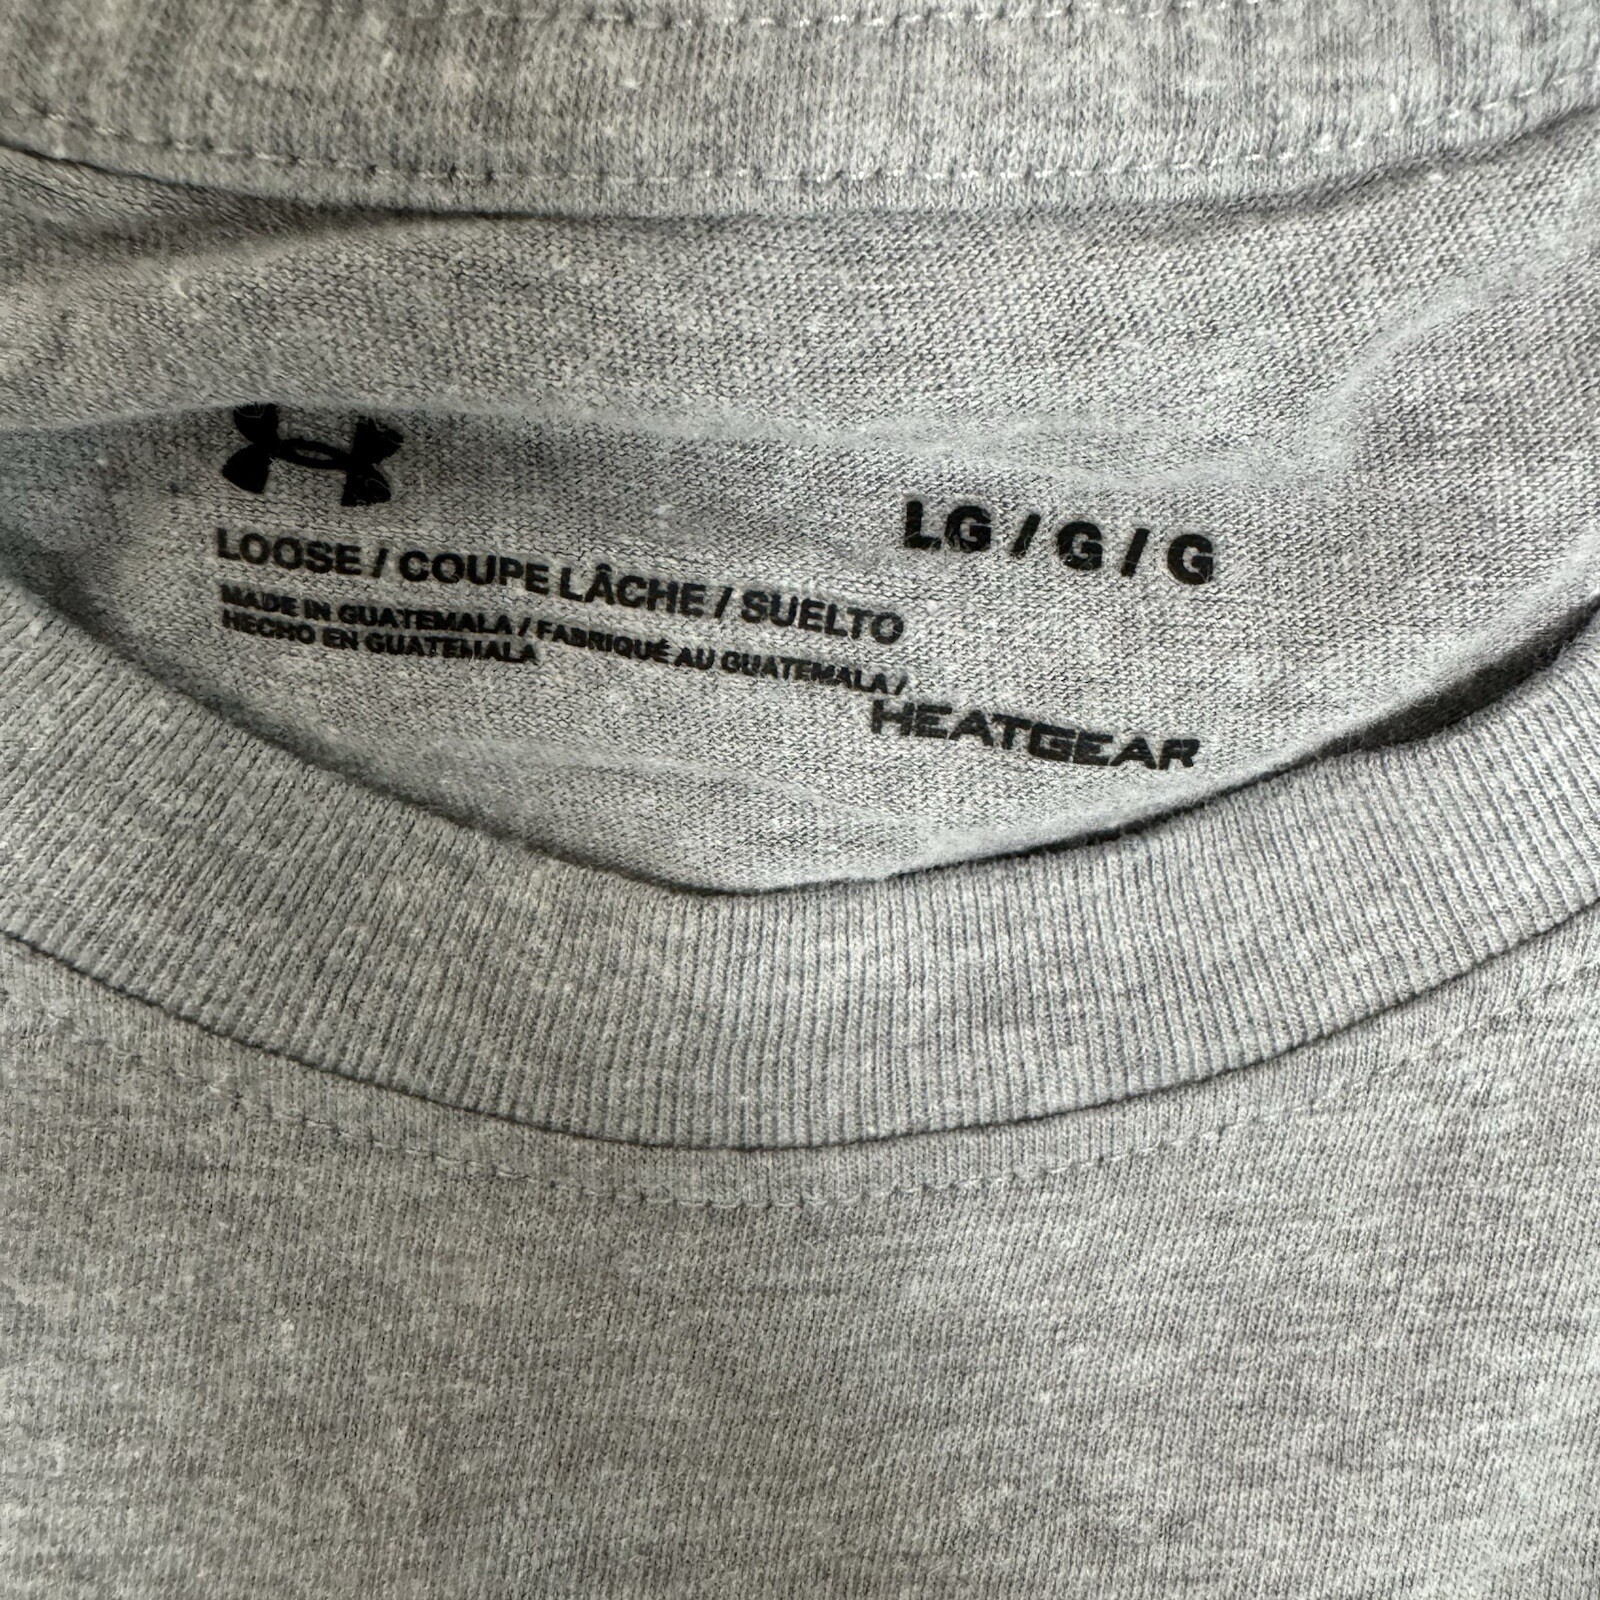 LG / G / G
LOOSE / COUPE LÂCHE / SUELTO
MADE IN GUATEMALA / FABRIQUÉ AU GUATEMALA /
HECHO EN GUATEMALA
HEATGEAR